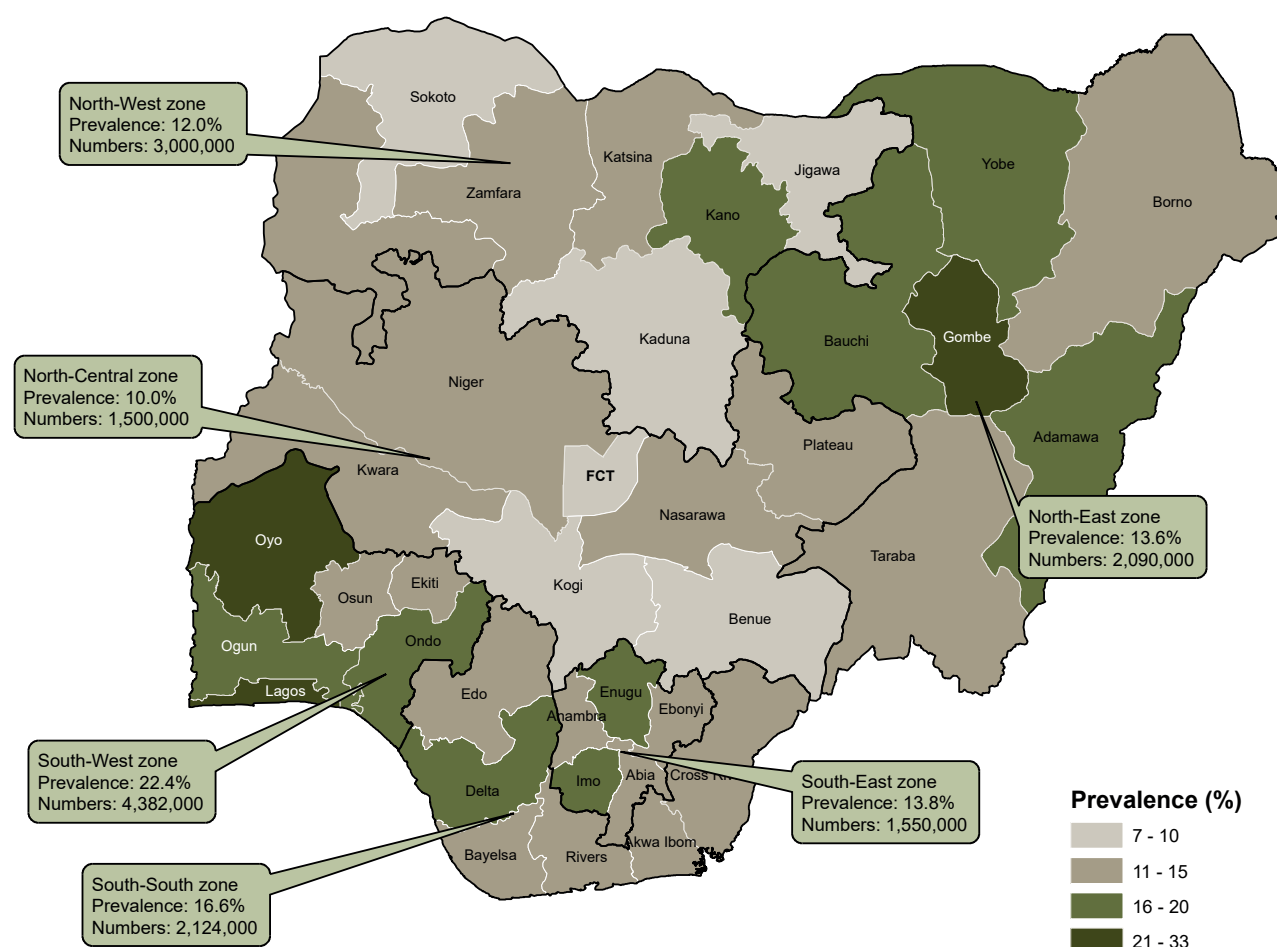 North-West zone
Prevalence: 12.0%
Numbers: 3,000,000
Sokoto
Katsina
Zamfara
Jigawa
Kano
Yobe
Borno
Kaduna
Bauchi
Gombe
North-Central zone
Prevalence: 10.0%
Numbers: 1,500,000
Niger
Kwara
FCT
Plateau
Adamawa
Nasarawa
North-East zone
Prevalence: 13.6%
Numbers: 2,090,000
Oyo
Taraba
Kogi
Benue
Osun
Ekiti
Ogun
Ondo
Lagos
Edo
Enugu
Anambra
Ebonyi
South-West zone
Prevalence: 22.4%
Numbers: 4,382,000
Delta
Imo
Abia
Cross
South-East zone
Prevalence: 13.8%
Numbers: 1,550,000
Bayelsa
Rivers
Akwa Ibom
South-South zone
Prevalence: 16.6%
Numbers: 2,124,000
Prevalence (%)
7 - 10
11 - 15
16 - 20
21 - 33